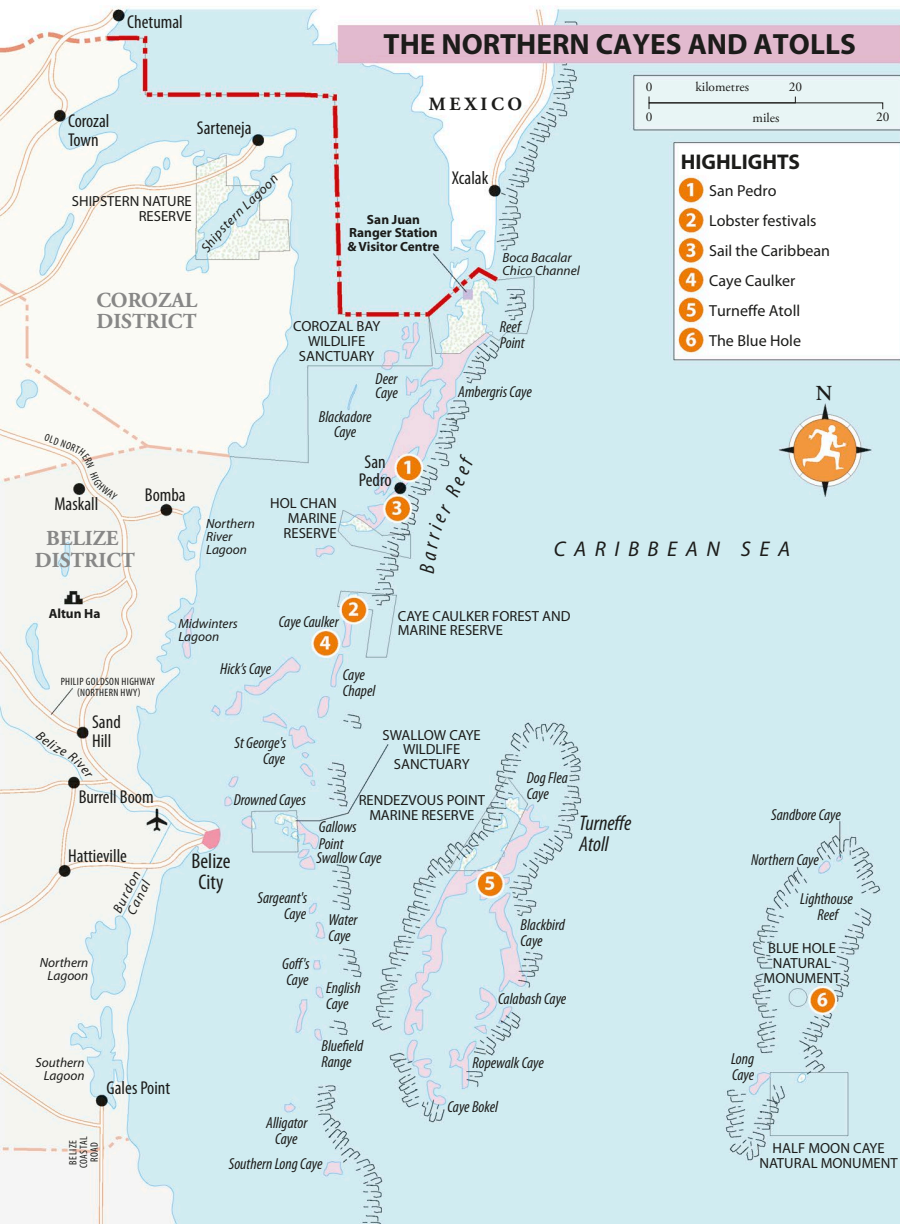 THE NORTHERN CAYES AND ATOLLS
Chetumal
0 kilometres 20
0 miles 20
MEXICO
Corozal
Town
Sarteneja
HIGHLIGHTS
1 San Pedro
2 Lobster festivals
3 Sail the Caribbean
4 Caye Caulker
5 Turneffe Atoll
6 The Blue Hole
Xcalak
SHIPSTERN NATURE
RESERVE
Shipstern Lagoon
San Juan
Ranger Station
& Visitor Centre
Boca Bacalar
Chico Channel
COROZAL
DISTRICT
COROZAL BAY
WILDLIFE
SANCTUARY
Reef
Point
Deer
Caye
Ambergris Caye
N
Blackadore
Caye
OLD NORTHERN HIGHWAY
San
Pedro
1
3
Maskall
Bomba
HOL CHAN
MARINE
RESERVE
Barrier Reef
Northern
River
Lagoon
BELIZE
DISTRICT
CARIBBEAN SEA
Altun Ha
Midwinters
Lagoon
Caye Caulker
2
4
CAYE CAULKER FOREST AND
MARINE RESERVE
Hick's Caye
Caye
Chapel
PHILIP GOLDSON HIGHWAY
(NORTHERN HWY)
Sand
Hill
Belize River
St George's
Caye
SWALLOW CAYE
WILDLIFE
SANCTUARY
Burrell Boom
Drowned Cayes
RENDEZVOUS POINT
MARINE RESERVE
Dog Flea
Caye
Turneffe
Atoll
Sandbore Caye
Gallows
Point
Swallow Caye
Hattieville
Belize
City
Burdon
Canal
Northern Caye
5
Lighthouse
Reef
Sargeant's
Caye
Water
Caye
Blackbird
Caye
Northern
Lagoon
Goff's
Caye
English
Caye
BLUE HOLE
NATURAL
MONUMENT
6
Calabash Caye
Southern
Lagoon
Bluefield
Range
Ropewalk Caye
Long
Caye
Gales Point
Caye Bokel
Alligator
Caye
BELIZE
COASTAL
ROAD
Southern Long Caye
HALF MOON CAYE
NATURAL MONUMENT